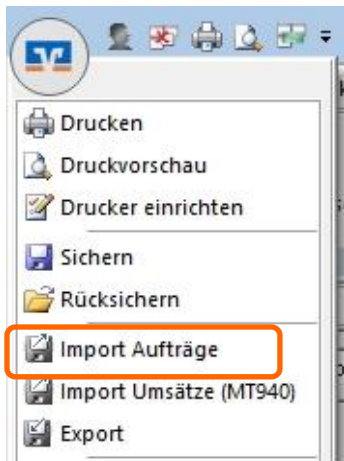 Drucken
Druckvorschau
Drucker einrichten
Sichern
Rücksichern
Import Aufträge
Import Umsätze (MT940)
Export